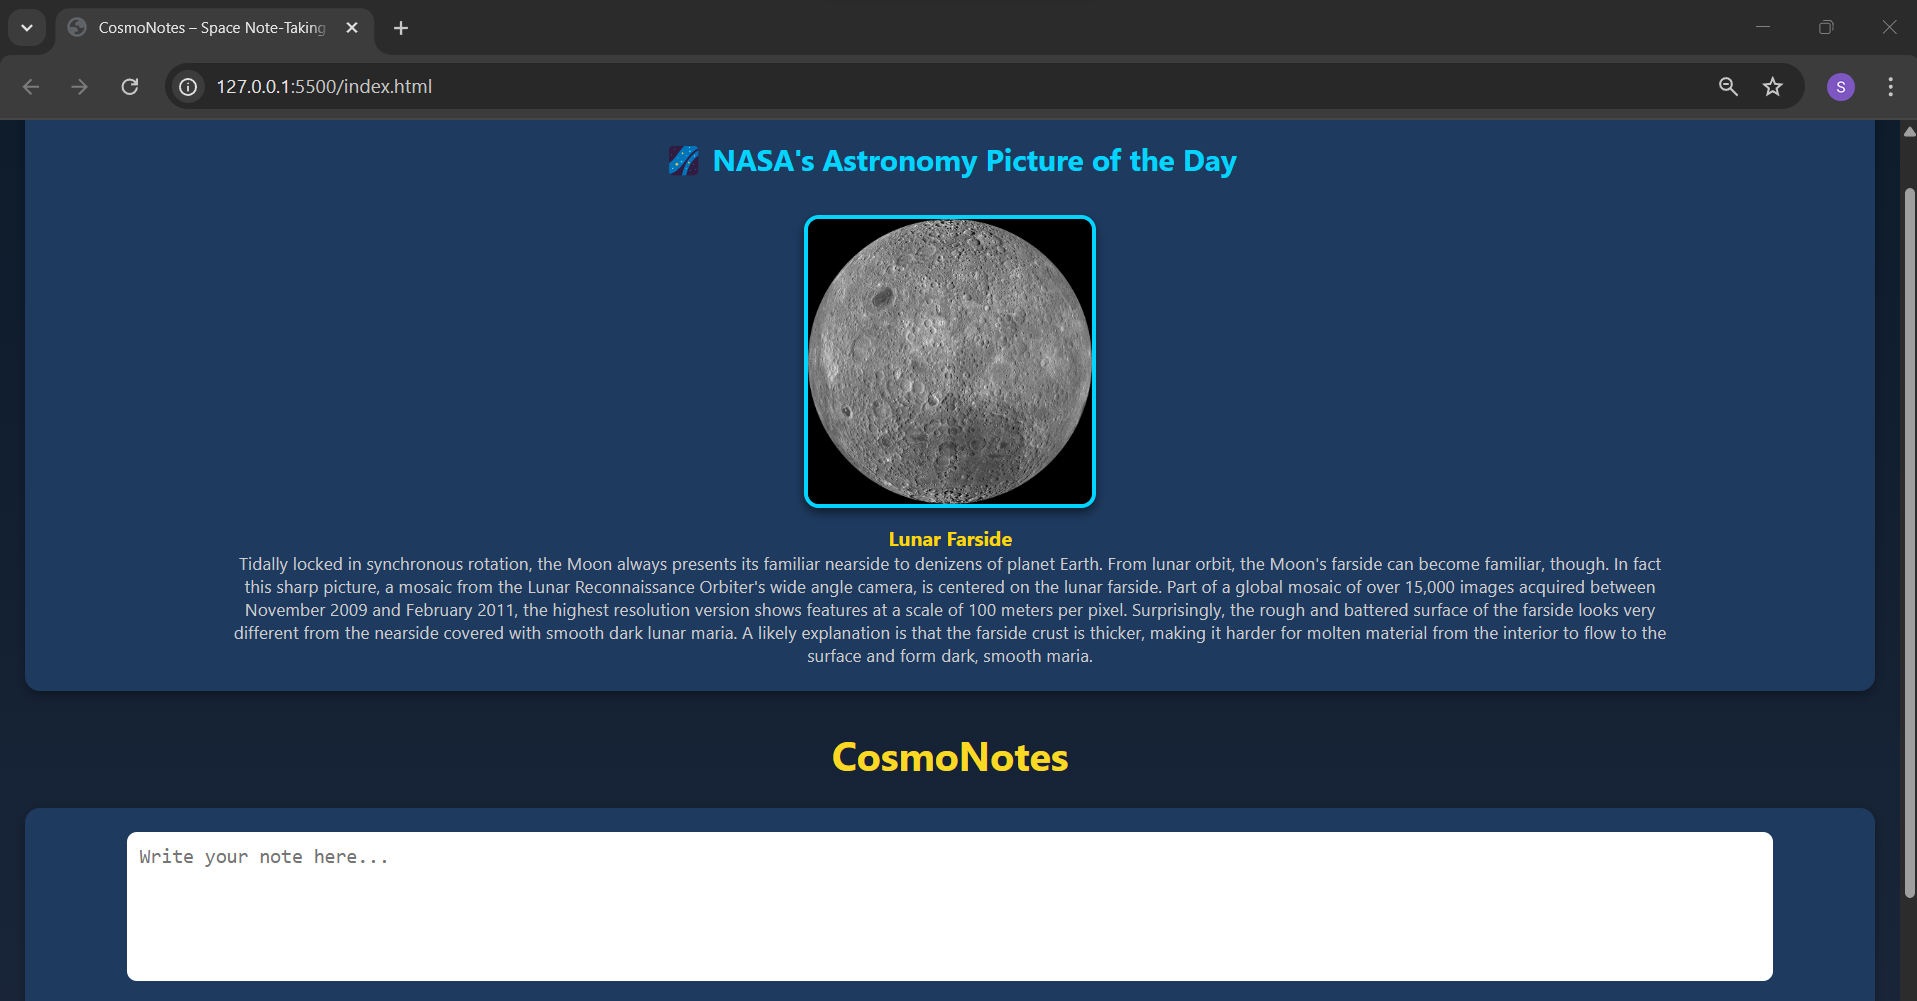 CosmoNotes – Space Note-Taking
127.0.0.1:5500/index.html
S
NASA's Astronomy Picture of the Day
Lunar Farside
Tidally locked in synchronous rotation, the Moon always presents its familiar nearside to denizens of planet Earth. From lunar orbit, the Moon's farside can become familiar, though. In fact
this sharp picture, a mosaic from the Lunar Reconnaissance Orbiter's wide angle camera, is centered on the lunar farside. Part of a global mosaic of over 15,000 images acquired between
November 2009 and February 2011, the highest resolution version shows features at a scale of 100 meters per pixel. Surprisingly, the rough and battered surface of the farside looks very
different from the nearside covered with smooth dark lunar maria. A likely explanation is that the farside crust is thicker, making it harder for molten material from the interior to flow to the
surface and form dark, smooth maria.
CosmoNotes
Write your note here...